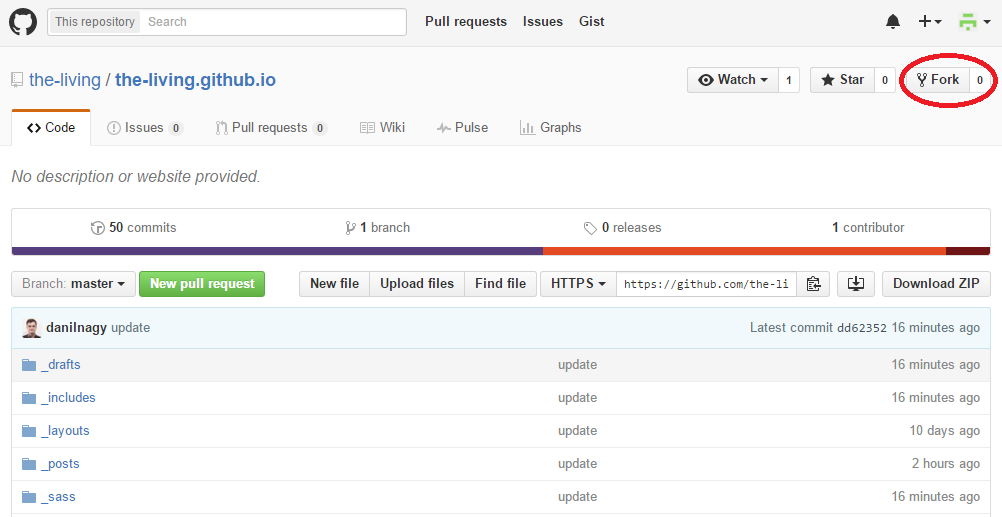 This repository Search Pull requests Issues Gist
the-living / the-living.github.io Watch 1 Star 0 Fork 0
Code Issues 0 Pull requests 0 Wiki Pulse Graphs
No description or website provided.
50 commits 1 branch 0 releases 1 contributor
Branch: master New pull request New file Upload files Find file HTTPS https://github.com/the-li Download ZIP
danilnagy update Latest commit dd62352 16 minutes ago
_drafts update 16 minutes ago
_includes update 16 minutes ago
_layouts update 10 days ago
_posts update 2 hours ago
_sass update 16 minutes ago